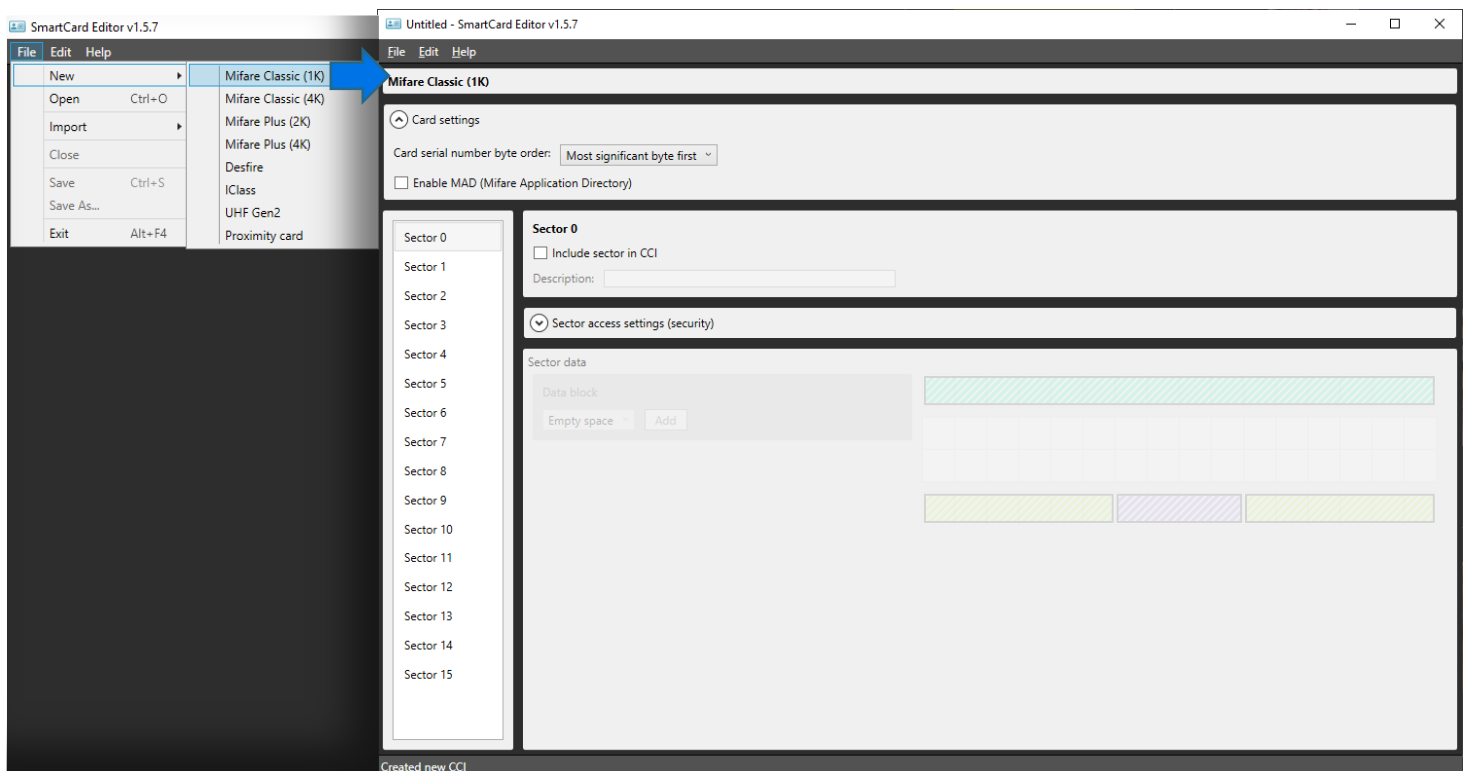 SmartCard Editor v1.5.7
File Edit Help
New
Open Ctrl+O
Import
Close
Save Ctrl+S
Save As...
Exit Alt+F4
Mifare Classic (1K)
Mifare Classic (4K)
Mifare Plus (2K)
Mifare Plus (4K)
Desfire
IClass
UHF Gen2
Proximity card
Untitled - SmartCard Editor v1.5.7
File Edit Help
Mifare Classic (1K)
Card settings
Card serial number byte order: Most significant byte first
Enable MAD (Mifare Application Directory)
Sector 0
Sector 1
Sector 2
Sector 3
Sector 4
Sector 5
Sector 6
Sector 7
Sector 8
Sector 9
Sector 10
Sector 11
Sector 12
Sector 13
Sector 14
Sector 15
Sector 0
Include sector in CCI
Description:
Sector access settings (security)
Sector data
Data block
Empty space Add
Created new CCI